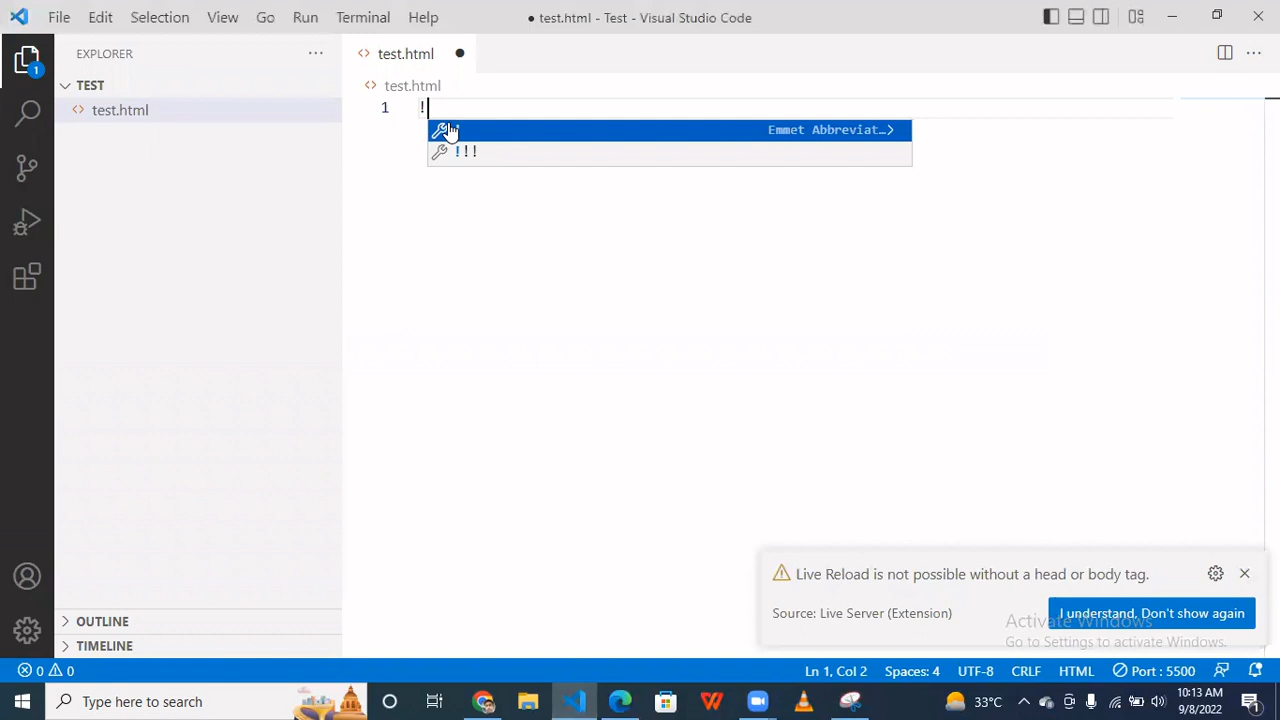 File Edit Selection View Go Run Terminal Help
● test.html - Test - Visual Studio Code
EXPLORER
1
TEST
test.html
test.html
test.html
1 !
Emmet Abbreviat…
!!!
Live Reload is not possible without a head or body tag.
Source: Live Server (Extension)
I understand, Don't show again
Activate Windows
Go to Settings to activate Windows.
OUTLINE
TIMELINE
0 0
Ln 1, Col 2 Spaces: 4 UTF-8 CRLF HTML Port : 5500
Type here to search
33°C
10:13 AM
9/8/2022
1